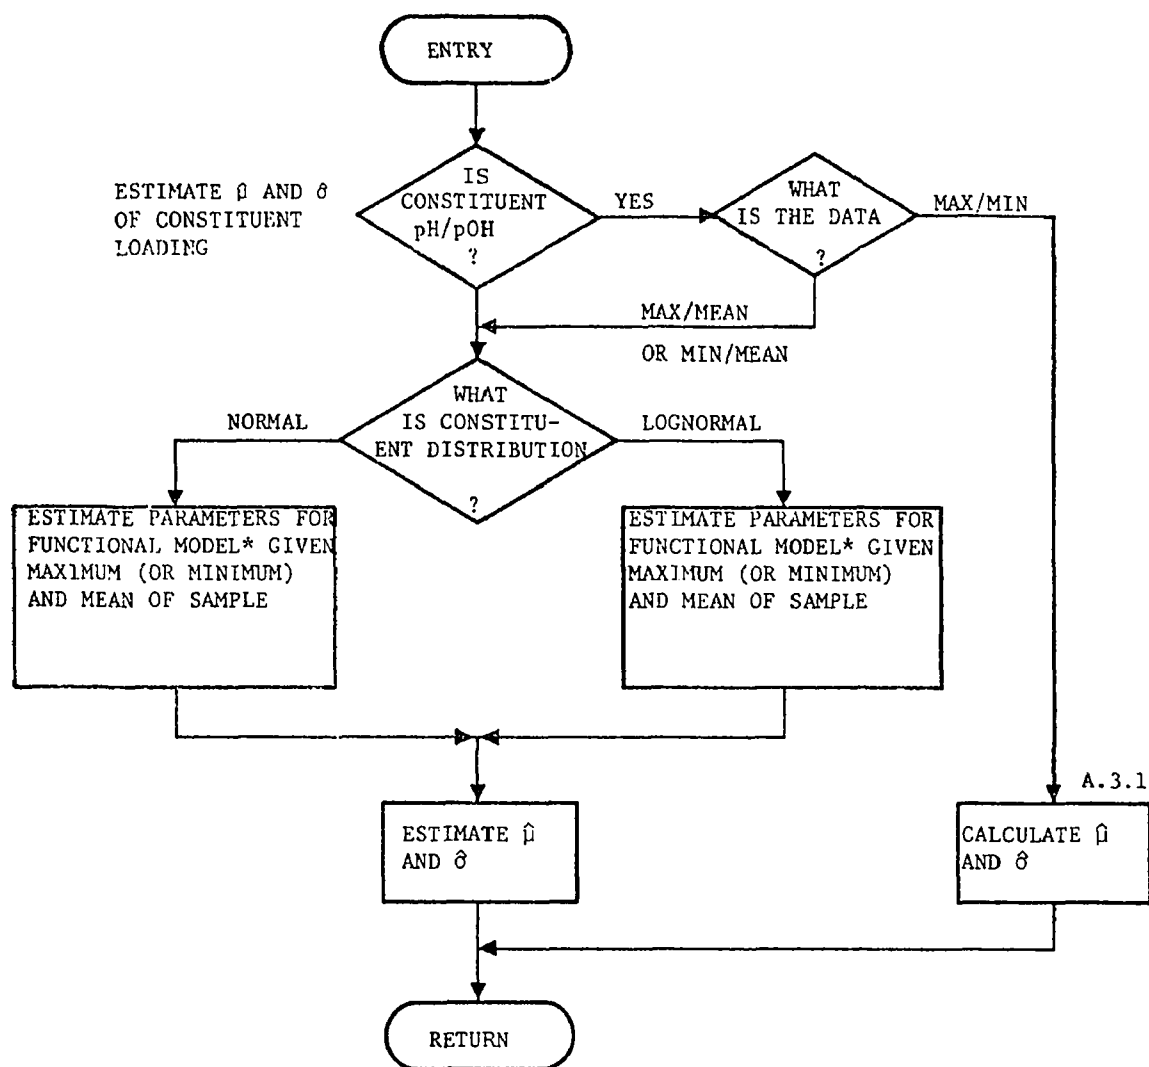 ENTRY
ESTIMATE μ̂ AND σ̂
OF CONSTITUENT
LOADING
IS
CONSTITUENT
pH/pOH
?
YES
WHAT
IS THE DATA
?
MAX/MIN
MAX/MEAN
OR MIN/MEAN
WHAT
IS CONSTITU-
ENT DISTRIBUTION
?
NORMAL
LOGNORMAL
ESTIMATE PARAMETERS FOR
FUNCTIONAL MODEL* GIVEN
MAXIMUM (OR MINIMUM)
AND MEAN OF SAMPLE
ESTIMATE PARAMETERS FOR
FUNCTIONAL MODEL* GIVEN
MAXIMUM (OR MINIMUM)
AND MEAN OF SAMPLE
ESTIMATE μ̂
AND σ̂
A.3.1
CALCULATE μ̂
AND σ̂
RETURN